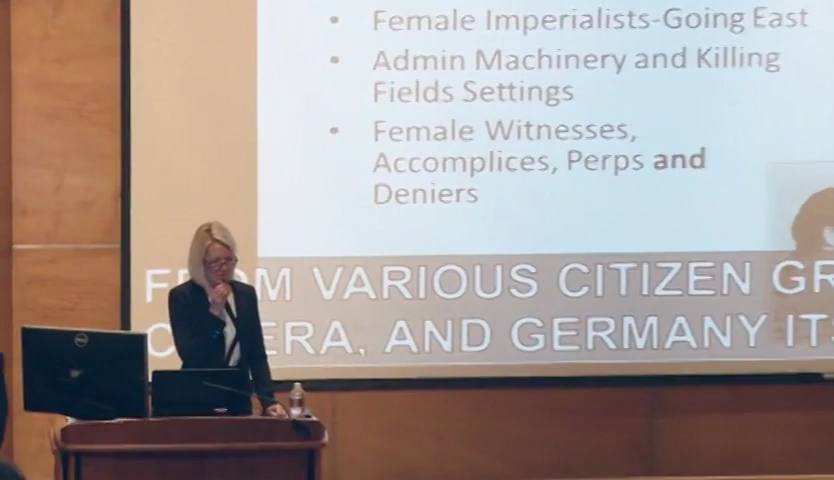 • Female Imperialists-Going East
• Admin Machinery and Killing
Fields Settings
• Female Witnesses,
Accomplices, Perps and
Deniers
VARIOUS CITIZEN
AND GERMANY
DELL